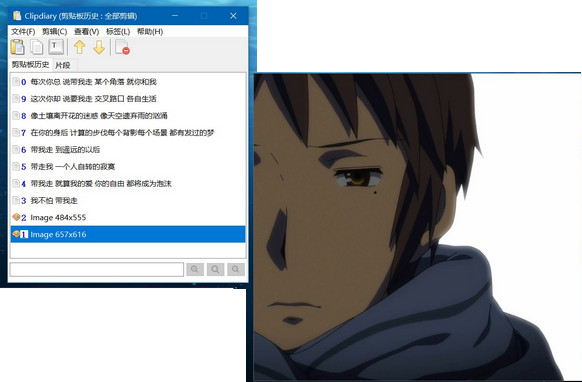 Clipdiary (剪贴板历史 : 全部剪辑)
文件(F) 剪辑(C) 查看(V) 标签(L) 帮助(H)
剪贴板历史 片段
0 每次你总 说带我走 某个角落 就你和我
9 这次你却 说要我走 交叉路口 各自生活
8 像土壤离开花的迷惑 像天空遗弃雨的汹涌
7 在你的身后 计算的步伐每个背影每个场景 都有发过的梦
6 带我走 到遥远的以后
5 带走我 一个人自转的寂寞
4 带我走 就算我的爱 你的自由 都将成为泡沫
3 我不怕 带我走
2 Image 484x555
1 Image 657x616